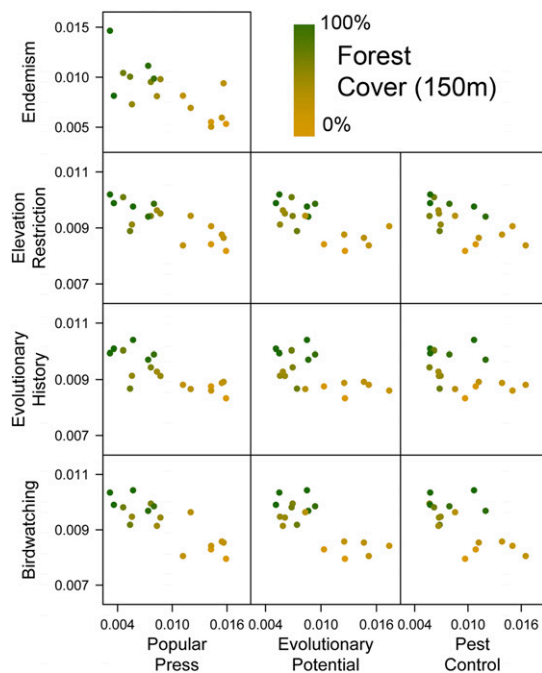 100%
Forest
Cover (150m)
0%
Endemism
0.015
0.010
0.005
Elevation
Restriction
0.011
0.009
0.007
Evolutionary
History
0.011
0.009
0.007
Birdwatching
0.011
0.009
0.007
0.004 0.010 0.016
0.004 0.010 0.016
0.004 0.010 0.016
Popular
Press
Evolutionary
Potential
Pest
Control